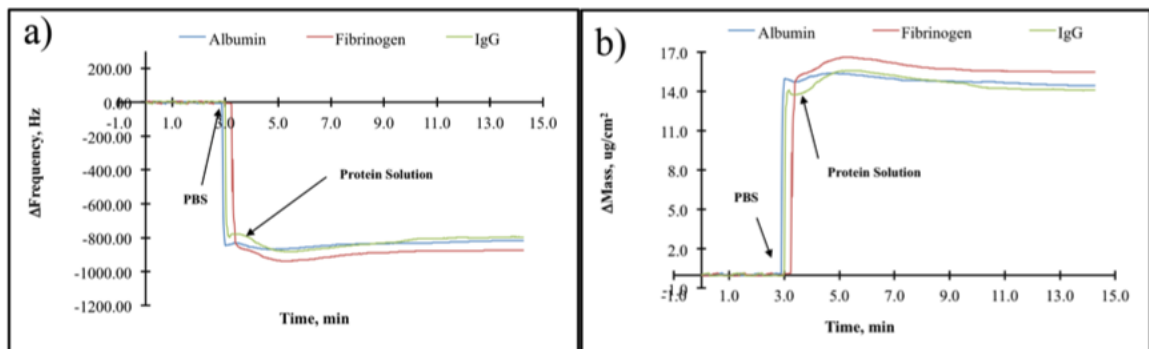 a)
Albumin Fibrinogen IgG
200.00
0.00
-200.00
-400.00
-600.00
-800.00
-1000.00
-1200.00
-1.0 1.0 3.0 5.0 7.0 9.0 11.0 13.0 15.0
ΔFrequency, Hz
PBS
Protein Solution
Time, min
b)
Albumin Fibrinogen IgG
17.0
14.0
11.0
8.0
5.0
2.0
-1.0
-1.0 1.0 3.0 5.0 7.0 9.0 11.0 13.0 15.0
ΔMass, ug/cm²
PBS
Protein Solution
Time, min